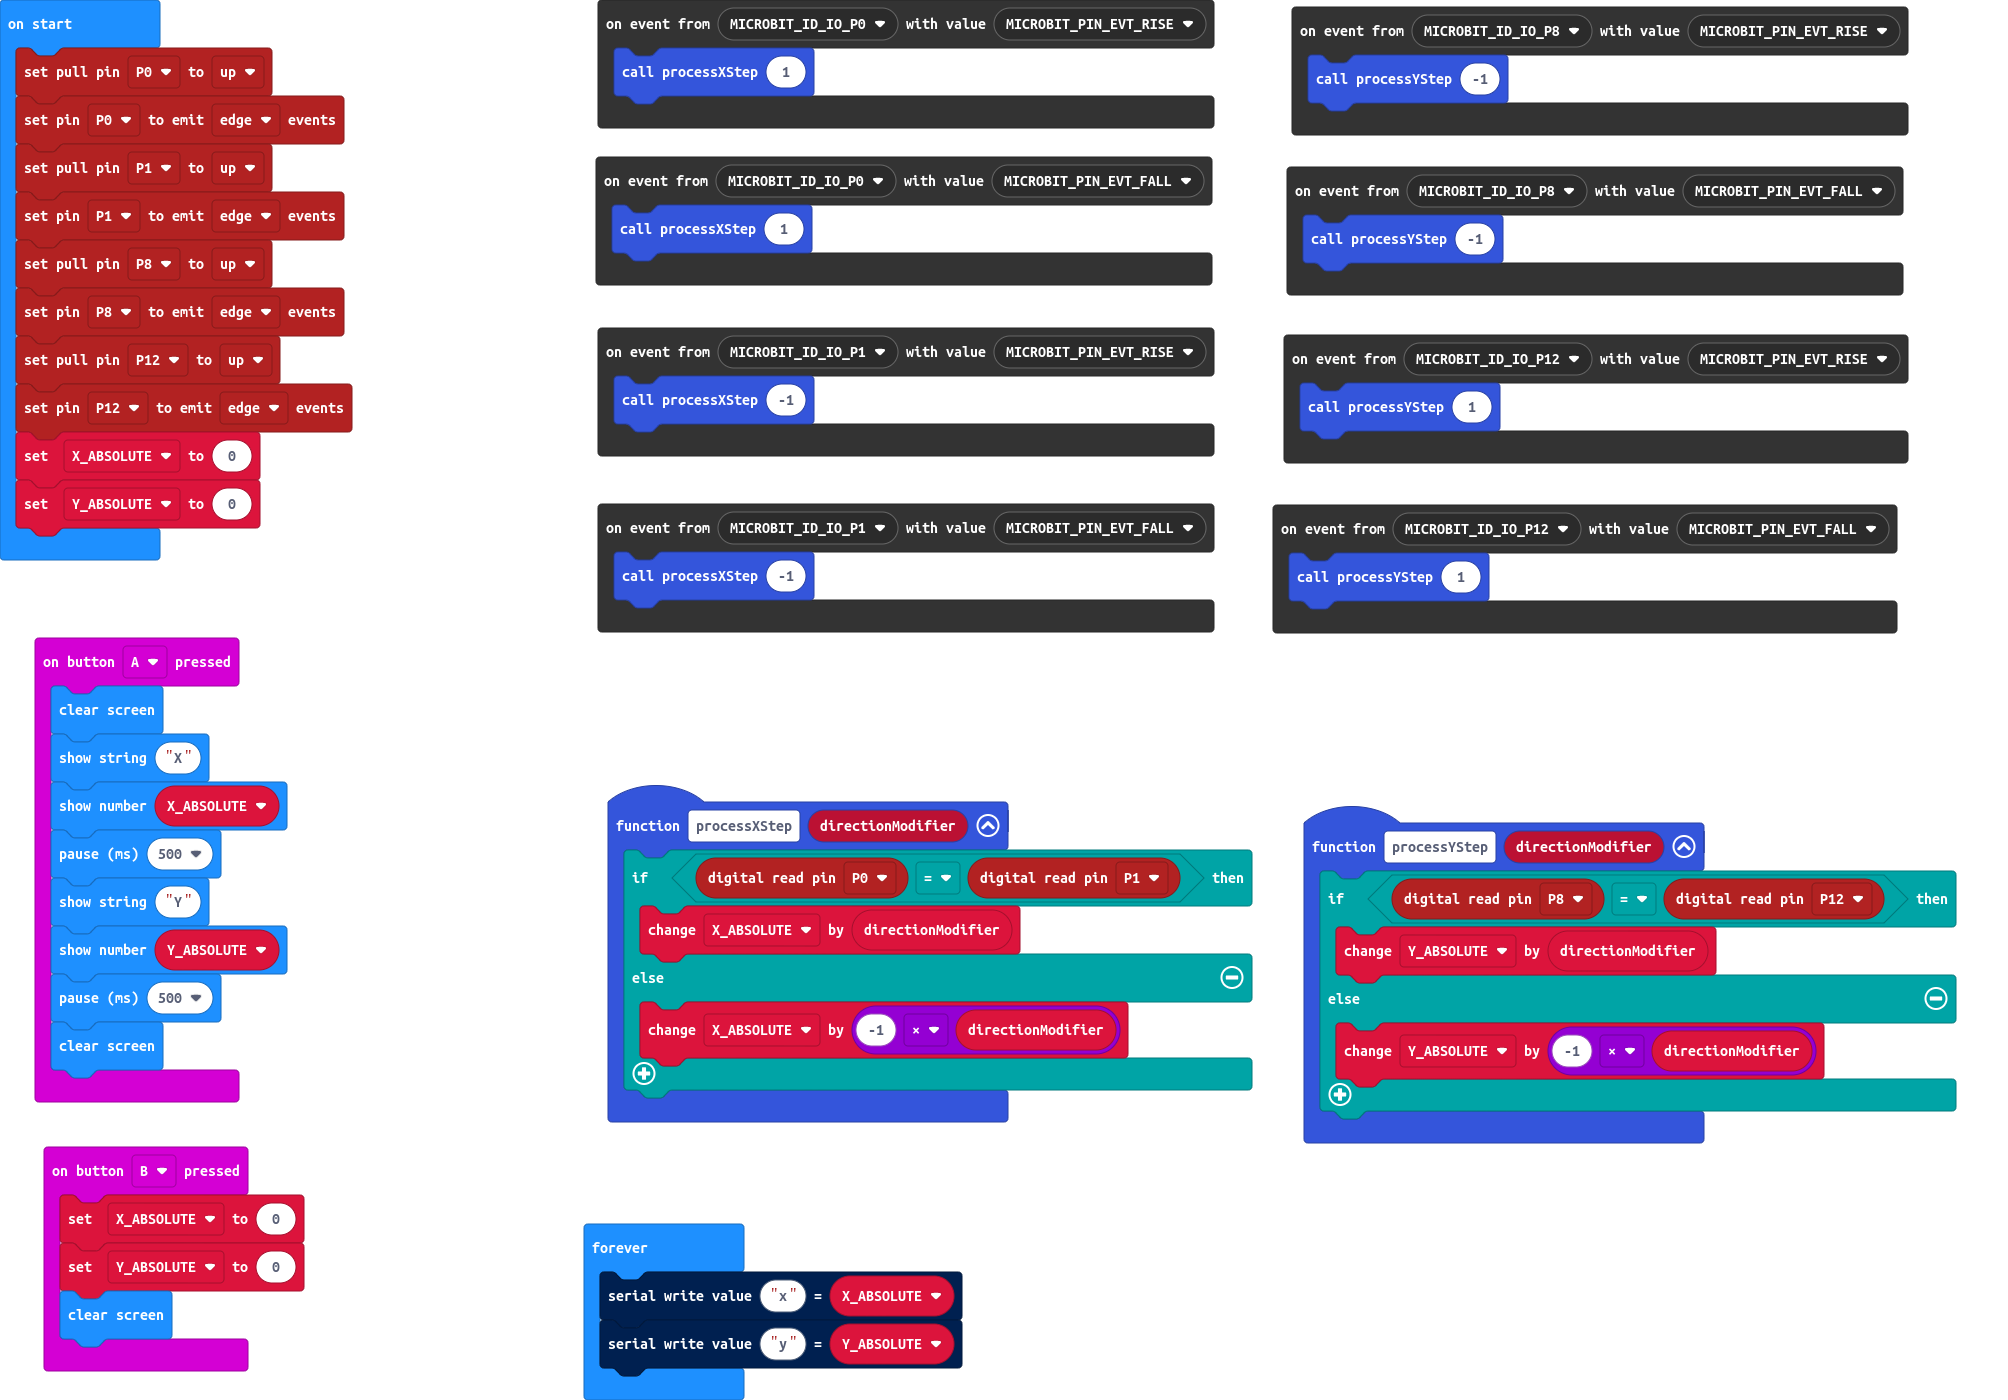 on start
set pull pin P0 to up
set pin P0 to emit edge events
set pull pin P1 to up
set pin P1 to emit edge events
set pull pin P8 to up
set pin P8 to emit edge events
set pull pin P12 to up
set pin P12 to emit edge events
set X_ABSOLUTE to 0
set Y_ABSOLUTE to 0
on button A pressed
clear screen
show string "X"
show number X_ABSOLUTE
pause (ms) 500
show string "Y"
show number Y_ABSOLUTE
pause (ms) 500
clear screen
on button B pressed
set X_ABSOLUTE to 0
set Y_ABSOLUTE to 0
clear screen
on event from MICROBIT_ID_IO_P0 with value MICROBIT_PIN_EVT_RISE
call processXStep 1
on event from MICROBIT_ID_IO_P0 with value MICROBIT_PIN_EVT_FALL
call processXStep 1
on event from MICROBIT_ID_IO_P1 with value MICROBIT_PIN_EVT_RISE
call processXStep -1
on event from MICROBIT_ID_IO_P1 with value MICROBIT_PIN_EVT_FALL
call processXStep -1
function processXStep directionModifier
if digital read pin P0 = digital read pin P1 then
change X_ABSOLUTE by directionModifier
else
change X_ABSOLUTE by -1 × directionModifier
forever
serial write value "x" = X_ABSOLUTE
serial write value "y" = Y_ABSOLUTE
on event from MICROBIT_ID_IO_P8 with value MICROBIT_PIN_EVT_RISE
call processYStep -1
on event from MICROBIT_ID_IO_P8 with value MICROBIT_PIN_EVT_FALL
call processYStep -1
on event from MICROBIT_ID_IO_P12 with value MICROBIT_PIN_EVT_RISE
call processYStep 1
on event from MICROBIT_ID_IO_P12 with value MICROBIT_PIN_EVT_FALL
call processYStep 1
function processYStep directionModifier
if digital read pin P8 = digital read pin P12 then
change Y_ABSOLUTE by directionModifier
else
change Y_ABSOLUTE by -1 × directionModifier